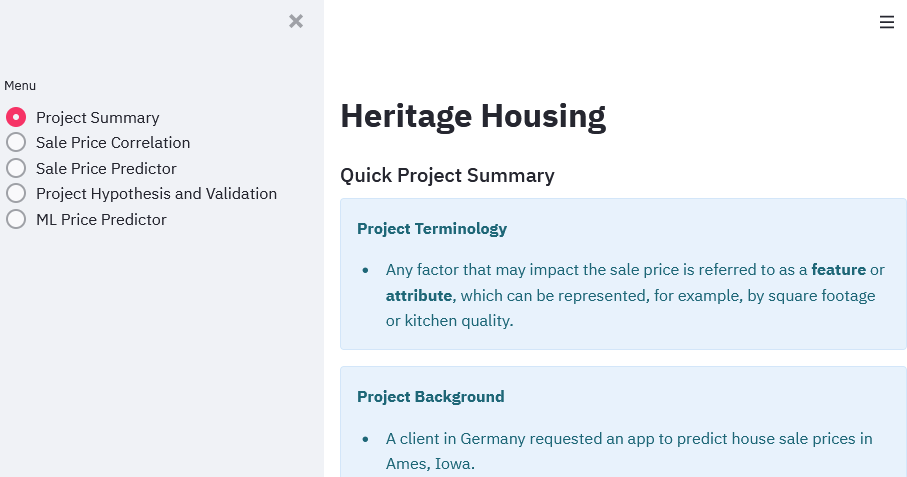 Menu
Project Summary
Sale Price Correlation
Sale Price Predictor
Project Hypothesis and Validation
ML Price Predictor
Heritage Housing
Quick Project Summary
Project Terminology
• Any factor that may impact the sale price is referred to as a feature or
attribute, which can be represented, for example, by square footage
or kitchen quality.
Project Background
• A client in Germany requested an app to predict house sale prices in
Ames, Iowa.